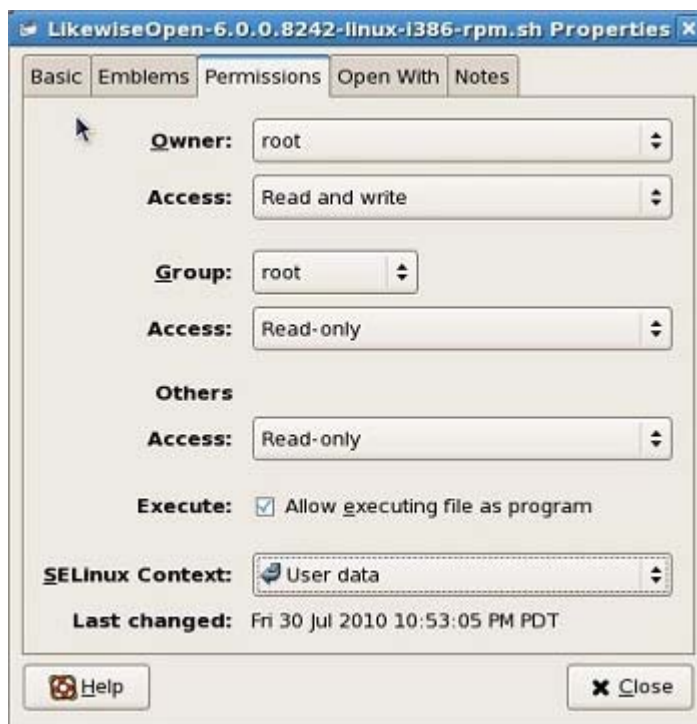 LikewiseOpen-6.0.0.8242-linux-i386-rpm.sh Properties
Basic Emblems Permissions Open With Notes
Owner: root
Access: Read and write
Group: root
Access: Read-only
Others
Access: Read-only
Execute: Allow executing file as program
SELinux Context: User data
Last changed: Fri 30 Jul 2010 10:53:05 PM PDT
Help Close